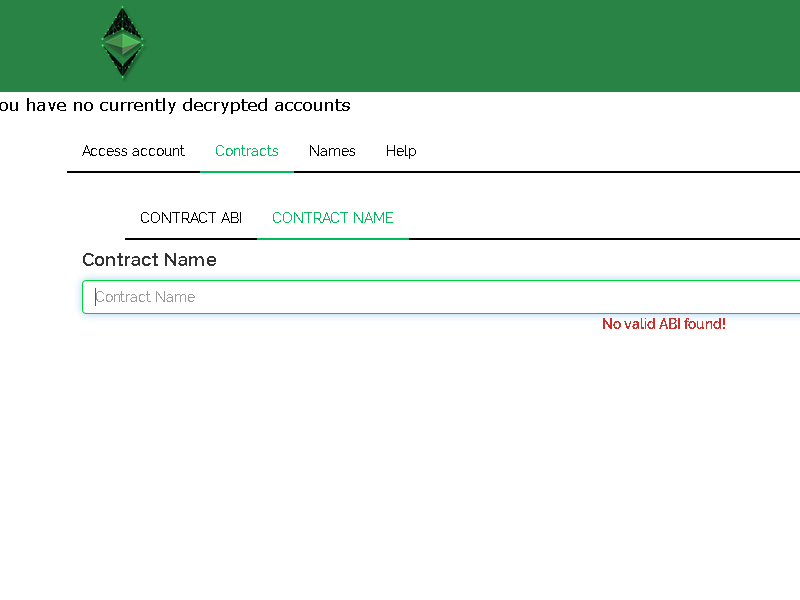 ou have no currently decrypted accounts
Access account Contracts Names Help
CONTRACT ABI CONTRACT NAME
Contract Name
Contract Name
No valid ABI found!